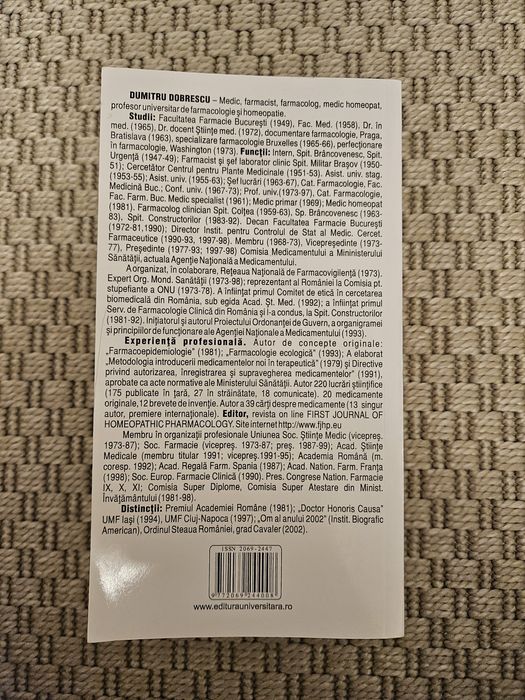 DUMITRU DOBRESCU – Medic, farmacist, farmacolog, medic homeopat,
profesor universitar de farmacologie și homeopatie.
Studii: Facultatea Farmacie București (1949), Fac. Med. (1958), Dr. în
med. (1965), Dr. docent Științe med. (1972), documentare farmacologie, Praga,
Bratislava (1963), specializare farmacologie Bruxelles (1965-66), perfecționare
în farmacologie, Washington (1973). Funcții: Intern, Spit. Brâncovenesc, Spit.
Urgență (1947-49); Farmacist și șef laborator clinic Spit. Militar Brașov (1950-
51); Cercetător Centrul pentru Plante Medicinale (1951-53). Asist. univ. stag.
(1953-55); Asist. univ. (1955-63); Șef lucrări (1963-67), Cat. Farmacologie, Fac.
Medicină Buc.; Conf. univ. (1967-73); Prof. univ.(1973-97). Cat. Farmacologie,
Fac. Farm. Buc. Medic specialist (1961); Medic primar (1969); Medic homeopat
(1981). Farmacolog clinician Spit. Colțea (1959-63), Sp. Brâncovenesc (1963-
83), Spit. Constructorilor (1983-92). Decan Facultatea Farmacie București
(1972-81,1990); Director Instit. pentru Controlul de Stat al Medic. Cercet.
Farmaceutice (1990-93, 1997-98). Membru (1968-73), Vicepreședinte (1973-
77), Președinte (1977-93; 1997-98) Comisia Medicamentului a Ministerului
Sănătății, actuala Agenție Națională a Medicamentului.
A organizat, în colaborare, Rețeaua Națională de Farmacovigilență (1973).
Expert Org. Mond. Sanătății (1973-98); reprezentant al României la Comisia pt.
stupefiante a ONU (1973-78). A înființat primul Comitet de etică în cercetarea
biomedicală din România, sub egida Acad. Șt. Med. (1992); a înființat primul
Serv. de Farmacologie Clinică din România și l-a condus, la Spit. Constructorilor
(1981-92). Inițiatorul și autorul Proiectului Ordonanței de Guvern, a organigramei
și principiilor de funcționare ale Agenției Naționale a Medicamentului (1993).
Experiență profesională. Autor de concepte originale:
„Farmacoepidemiologie" (1981); „Farmacologie ecologică" (1993); A elaborat
„Metodologia introducerii medicamentelor noi în terapeutică" (1979) și Directive
privind autorizarea, înregistrarea și supravegherea medicamentelor" (1991),
aprobate ca acte normative ale Ministerului Sănătății. Autor 220 lucrări științifice
(175 publicate în țară, 27 în străinătate, 18 comunicate). 20 medicamente
originale, 12 brevete de invenție. Autor a 39 cărți despre medicamente (13 singur
autor, premiere internaționale). Editor, revista on line FIRST JOURNAL OF
HOMEOPATHIC PHARMACOLOGY. Site internet http://www.fjhp.eu
Membru în organizații profesionale Uniunea Soc. Științe Medic (vicepreș.
1973-87); Soc. Farmacie (vicepreș. 1973-87; preș. 1987-99); Acad. Științe
Medicale (membru titular 1991; vicepreș.1991-95); Academia Română (m.
coresp. 1992); Acad. Regală Farm. Spania (1987); Acad. Nation. Farm. Franța
(1998); Soc. Europ. Farmacie Clinică (1990). Pres. Congrese Nation. Farmacie
IX, X, XI; Comisia Super Diplome, Comisia Super Atestare din Minist.
Învățământului (1981-98).
Distincții: Premiul Academiei Române (1981); „Doctor Honoris Causa"
UMF Iași (1994), UMF Cluj-Napoca (1997); „Om al anului 2002" (Instit. Biografic
American), Ordinul Steaua României, grad Cavaler (2002).
ISSN 2069-2447
9 772069 244008
www.editurauniversitara.ro